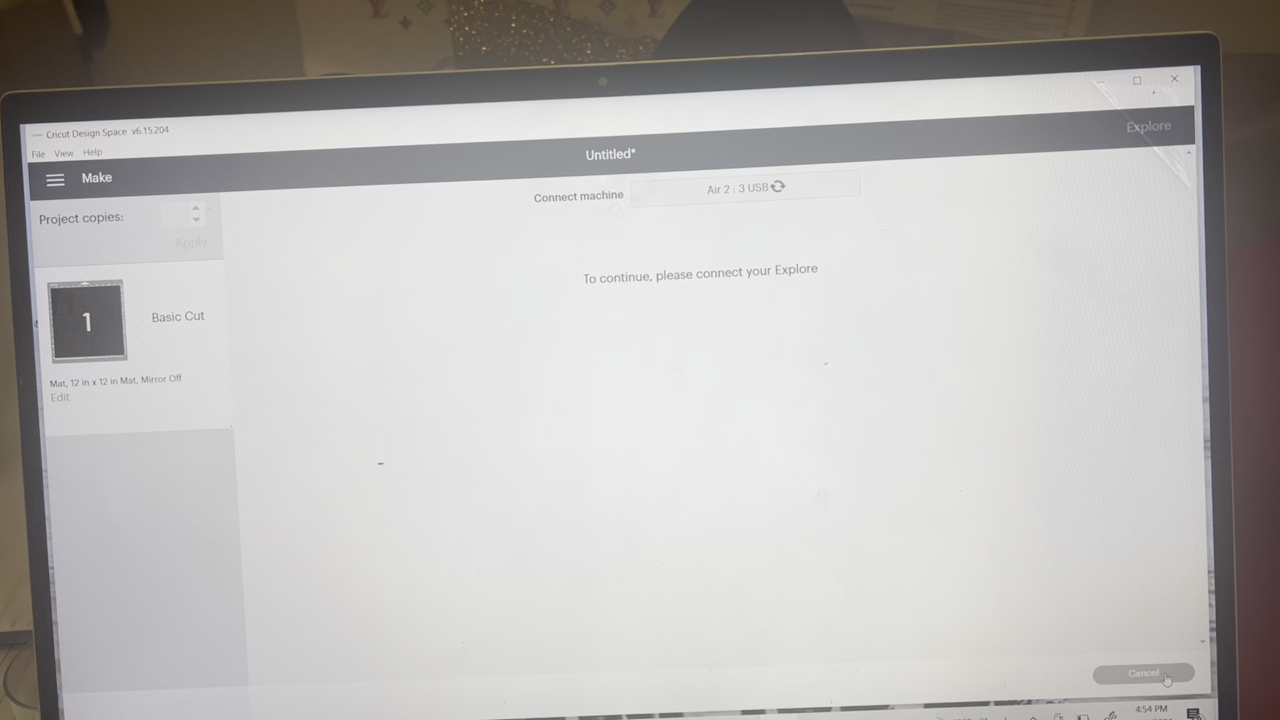 Cricut Design Space v6.15.204
File View Help
Untitled*
Explore
Make
Connect machine
Air 2 : 3 USB
Project copies:
Apply
To continue, please connect your Explore
1
Basic Cut
Mat, 12 in x 12 in Mat, Mirror Off
Edit
Cancel
4:54 PM